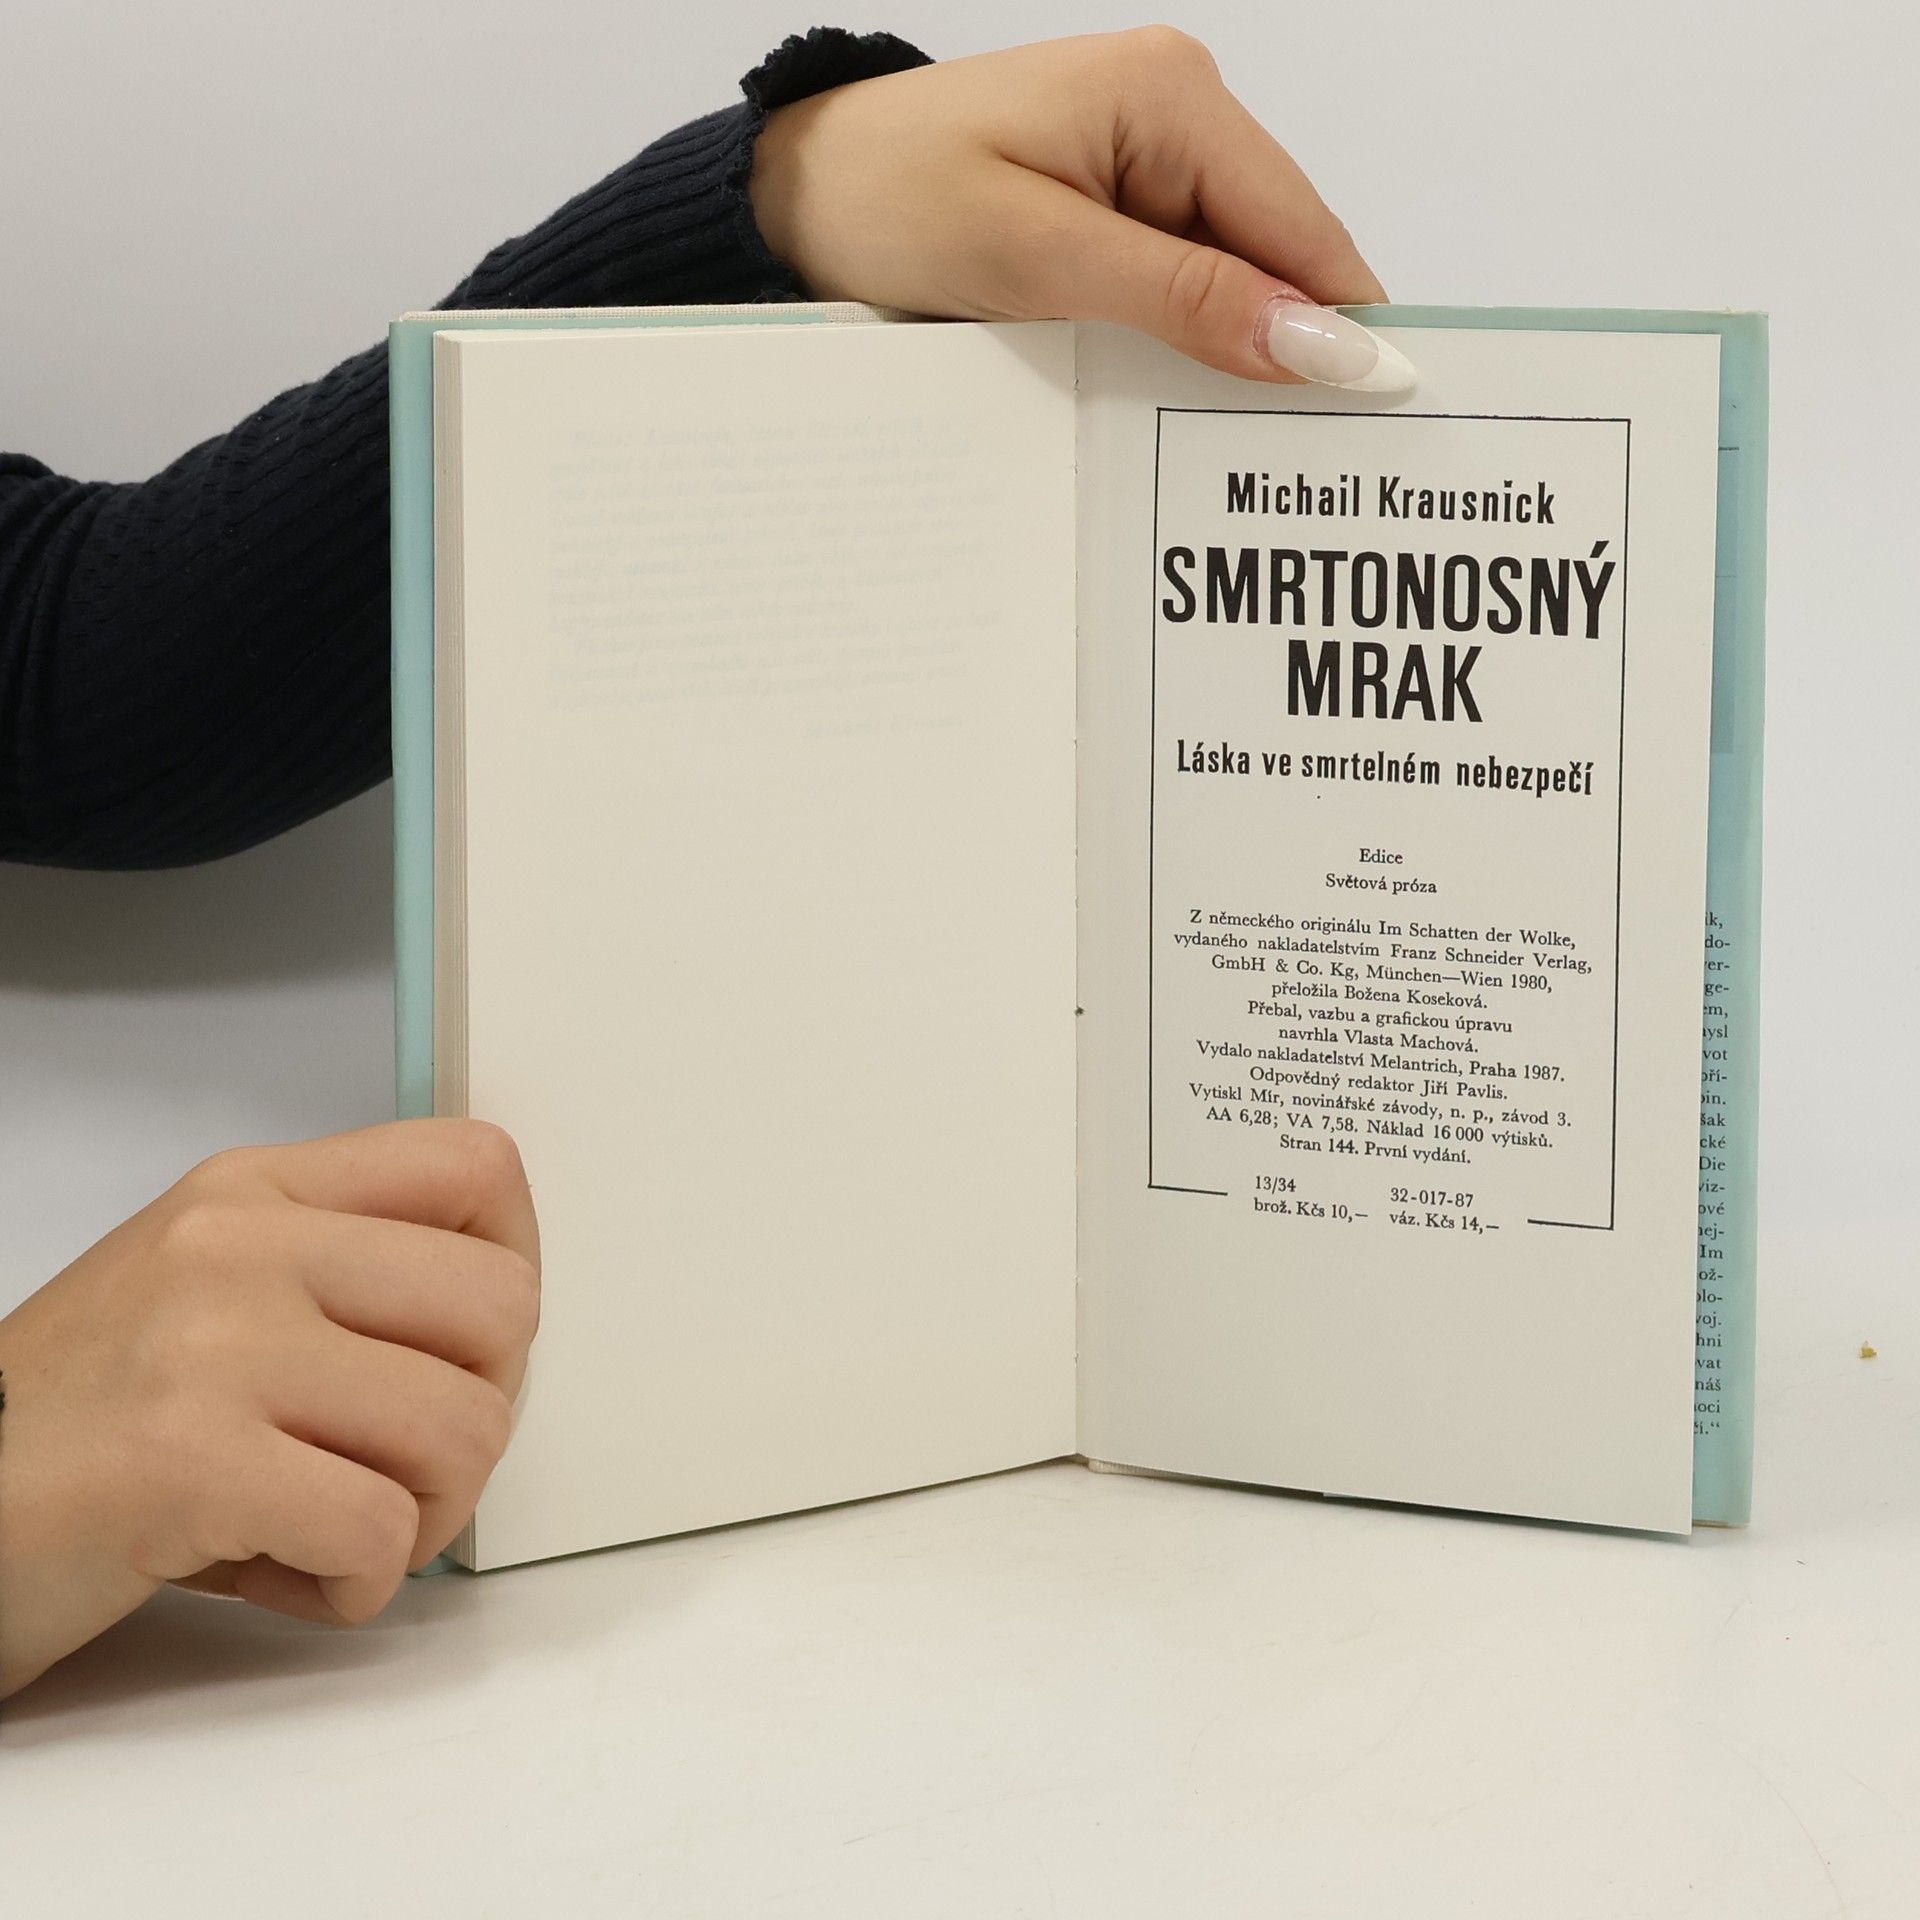 Michail Krausnick
SMRTONOSNÝ
MRAK
Láska ve smrtelném nebezpečí
Edice
Světová próza
Z německého originálu Im Schatten der Wolke,
vydaného nakladatelstvím Franz Schneider Verlag,
GmbH & Co. Kg, München—Wien 1980,
přeložila Božena Koseková.
Přebal, vazbu a grafickou úpravu
navrhla Vlasta Machová.
Vydalo nakladatelství Melantrich, Praha 1987.
Odpovědný redaktor Jiří Pavlis.
Vytiskl Mír, novinářské závody, n. p., závod 3.
AA 6,28; VA 7,58. Náklad 16 000 výtisků.
Stran 144. První vydání.
13/34 32-017-87
brož. Kčs 10,— váz. Kčs 14,—